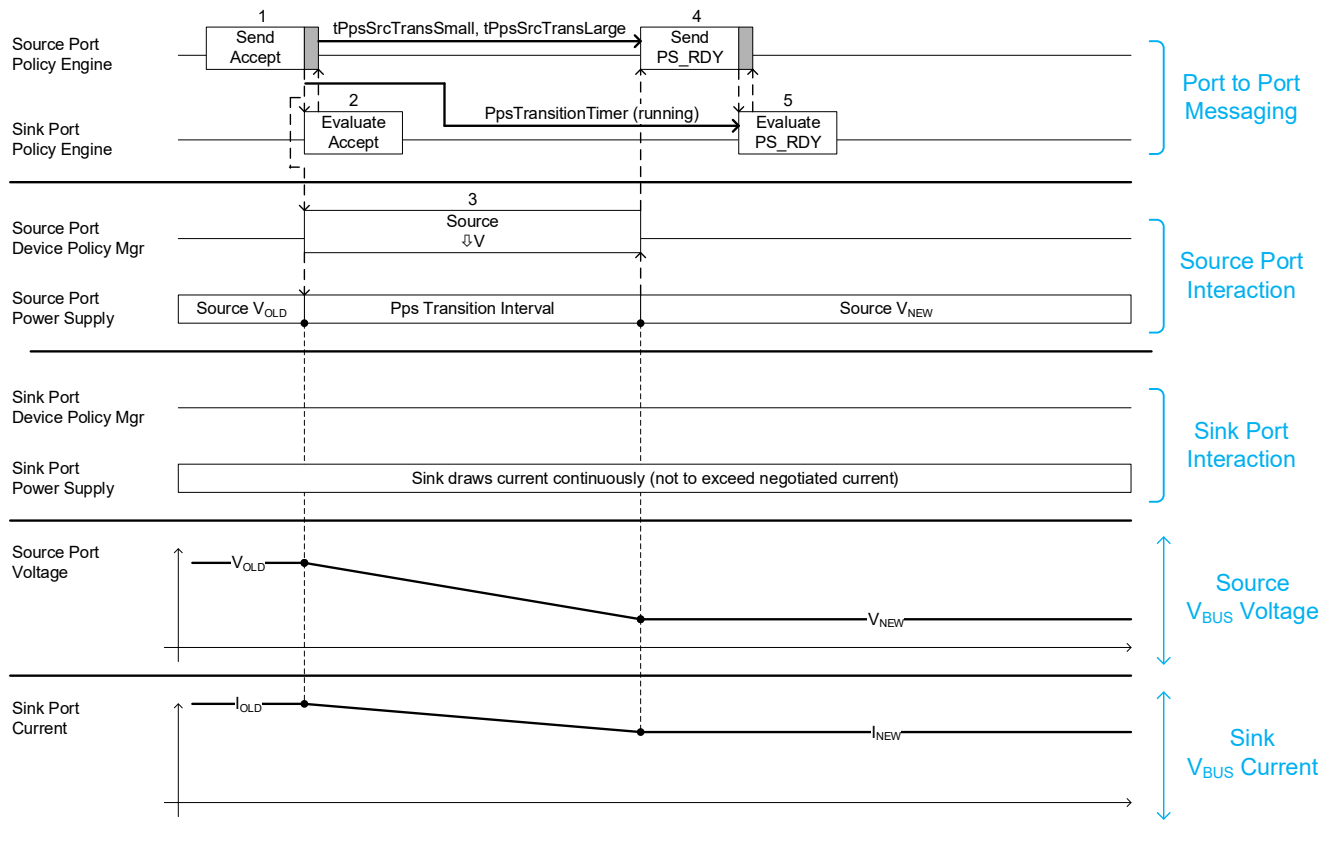 1
tPpsSrcTransSmall, tPpsSrcTransLarge
4
Source Port
Policy Engine
Send
Accept
Send
PS_RDY
2
PpsTransitionTimer (running)
5
Sink Port
Policy Engine
Evaluate
Accept
Evaluate
PS_RDY
Port to Port
Messaging
3
Source Port
Device Policy Mgr
Source
⇩V
Source Port
Power Supply
Source VOLD
Pps Transition Interval
Source VNEW
Source Port
Interaction
Sink Port
Device Policy Mgr
Sink Port
Power Supply
Sink draws current continuously (not to exceed negotiated current)
Sink Port
Interaction
Source Port
Voltage
VOLD
VNEW
Source
VBUS Voltage
Sink Port
Current
IOLD
INEW
Sink
VBUS Current